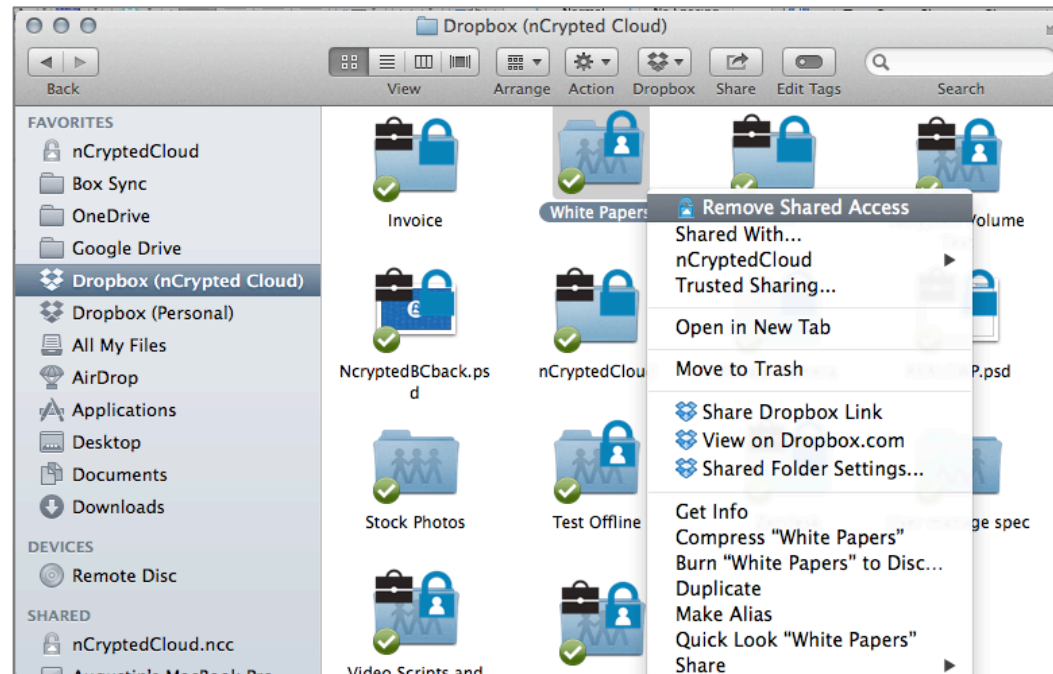 Dropbox (nCrypted Cloud)
Back
View
Arrange
Action
Dropbox
Share
Edit Tags
Search
FAVORITES
nCryptedCloud
Box Sync
OneDrive
Google Drive
Dropbox (nCrypted Cloud)
Dropbox (Personal)
All My Files
AirDrop
Applications
Desktop
Documents
Downloads
DEVICES
Remote Disc
SHARED
nCryptedCloud.ncc
Invoice
White Papers
Volume
NcryptedBCback.ps
d
nCryptedClou
P.psd
Stock Photos
Test Offline
ge spec
Video Scripts and
Remove Shared Access
Shared With...
nCryptedCloud
Trusted Sharing...
Open in New Tab
Move to Trash
Share Dropbox Link
View on Dropbox.com
Shared Folder Settings...
Get Info
Compress “White Papers”
Burn “White Papers” to Disc...
Duplicate
Make Alias
Quick Look “White Papers”
Share